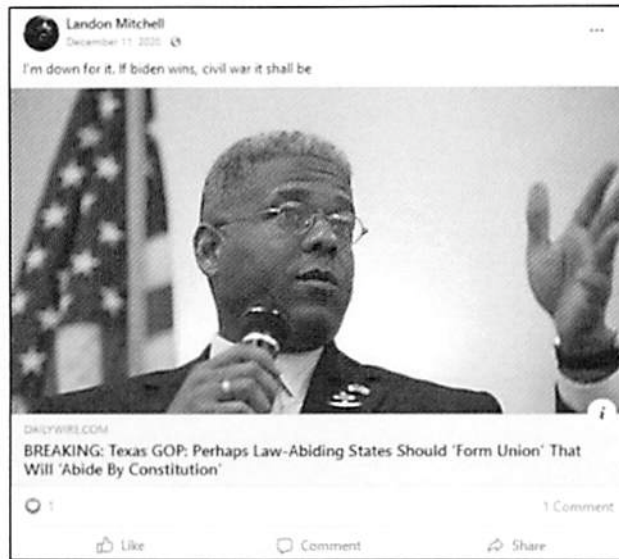 Landon Mitchell
December 11, 2020
I'm down for it. If biden wins, civil war it shall be
i
DAILYWIRE.COM
BREAKING: Texas GOP: Perhaps Law-Abiding States Should 'Form Union' That
Will 'Abide By Constitution'
1
1 Comment
Like
Comment
Share